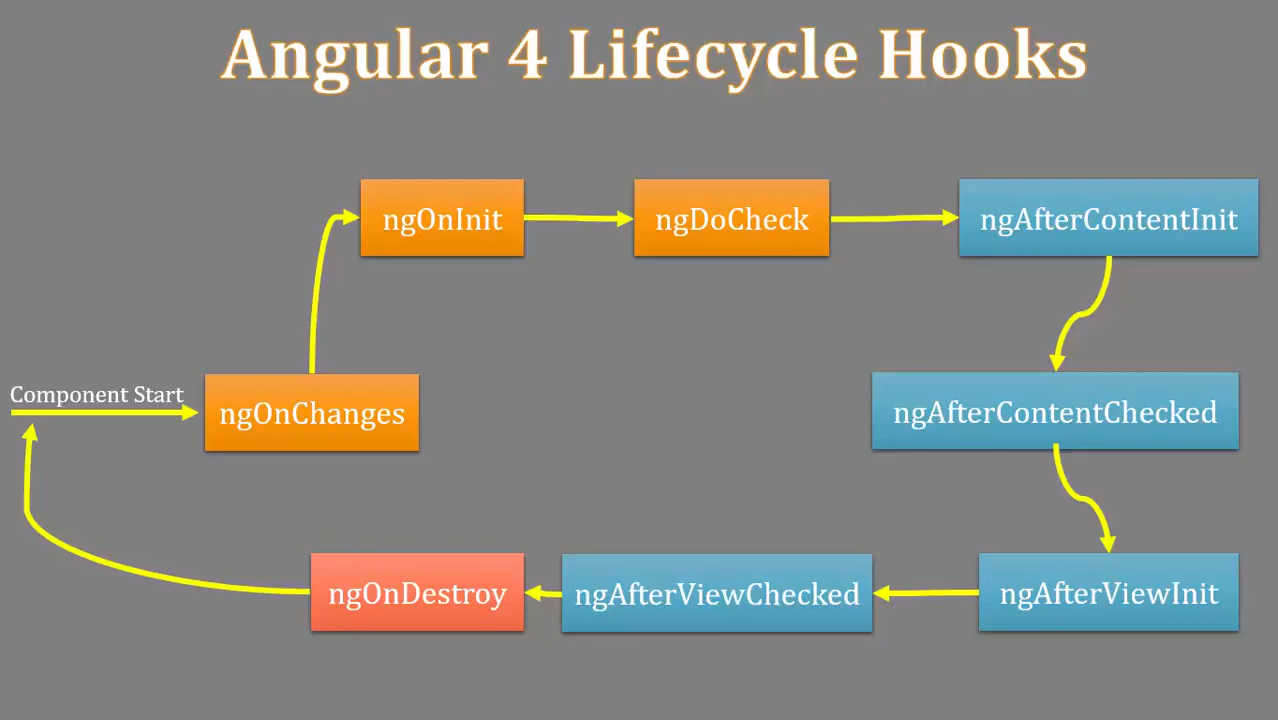 Angular 4 Lifecycle Hooks
ngOnInit
ngDoCheck
ngAfterContentInit
Component Start
ngOnChanges
ngAfterContentChecked
ngOnDestroy
ngAfterViewChecked
ngAfterViewInit